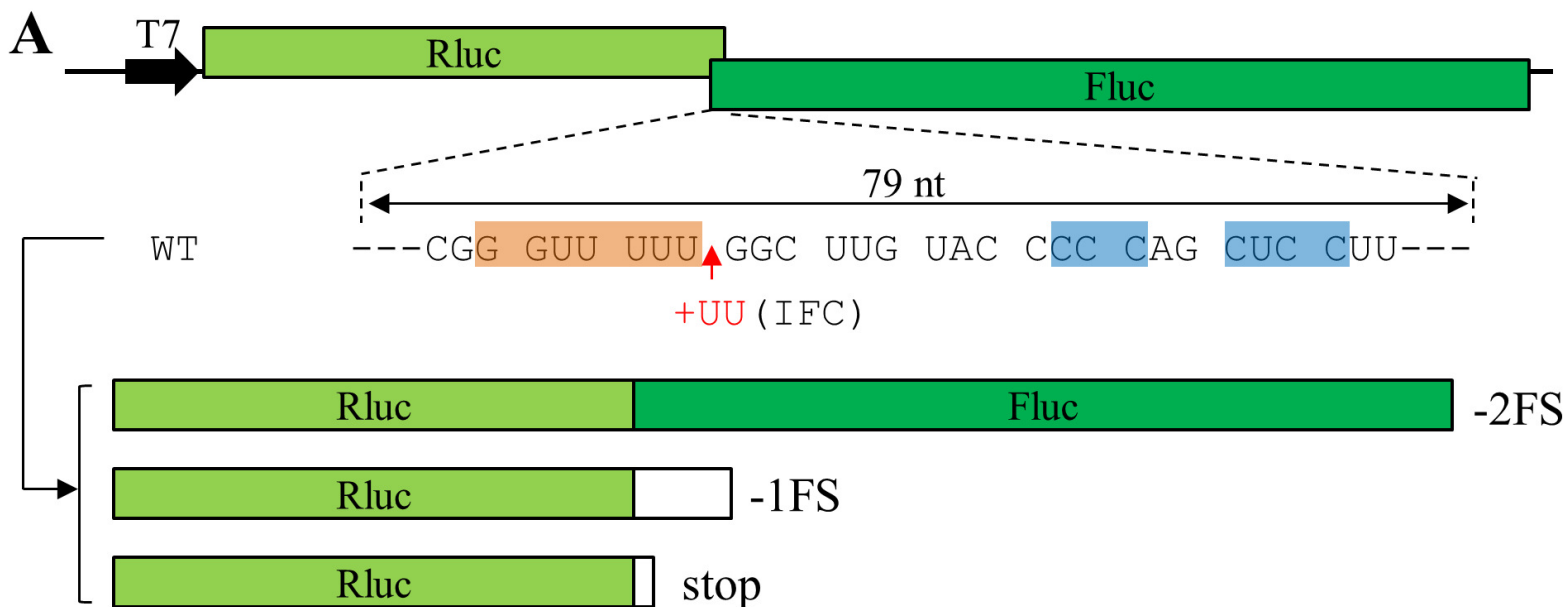 A
T7
Rluc
Fluc
79 nt
WT ---CGG GUU UUU GGC UUG UAC CCC CAG CUC CUU---
+UU(IFC)
Rluc Fluc -2FS
Rluc -1FS
Rluc stop